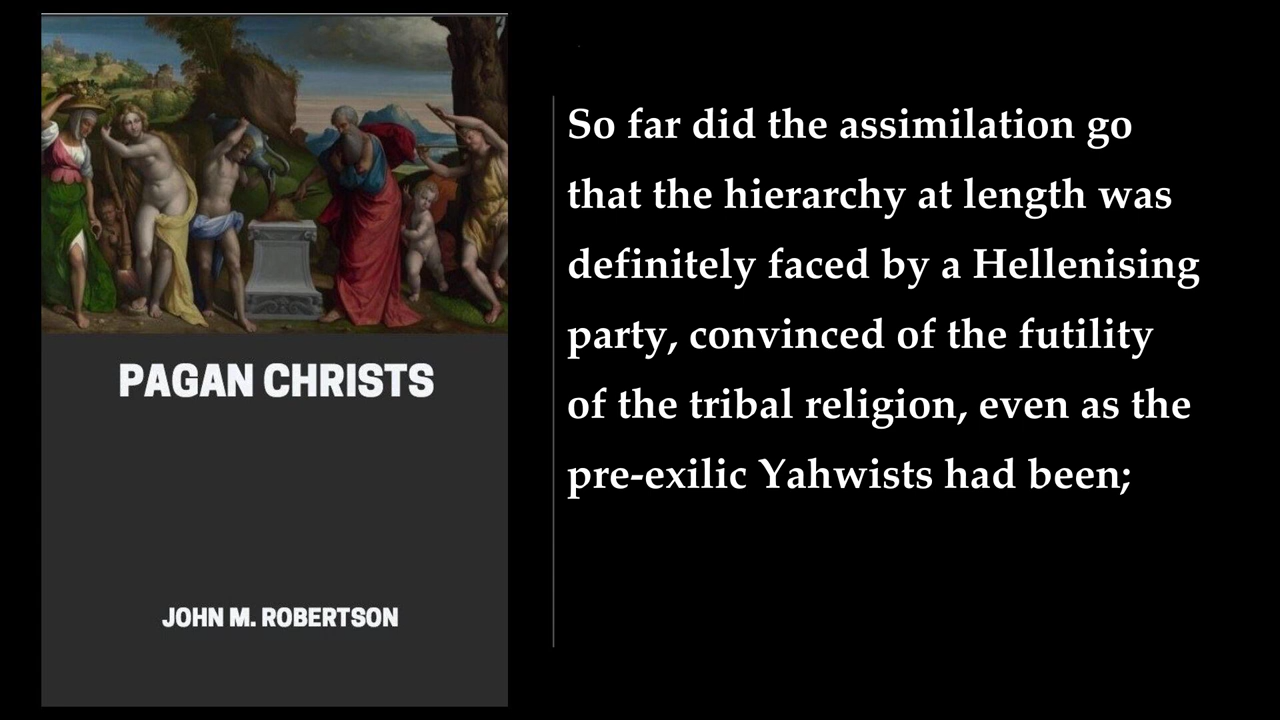 PAGAN CHRISTS
JOHN M. ROBERTSON
So far did the assimilation go
that the hierarchy at length was
definitely faced by a Hellenising
party, convinced of the futility
of the tribal religion, even as the
pre-exilic Yahwists had been;